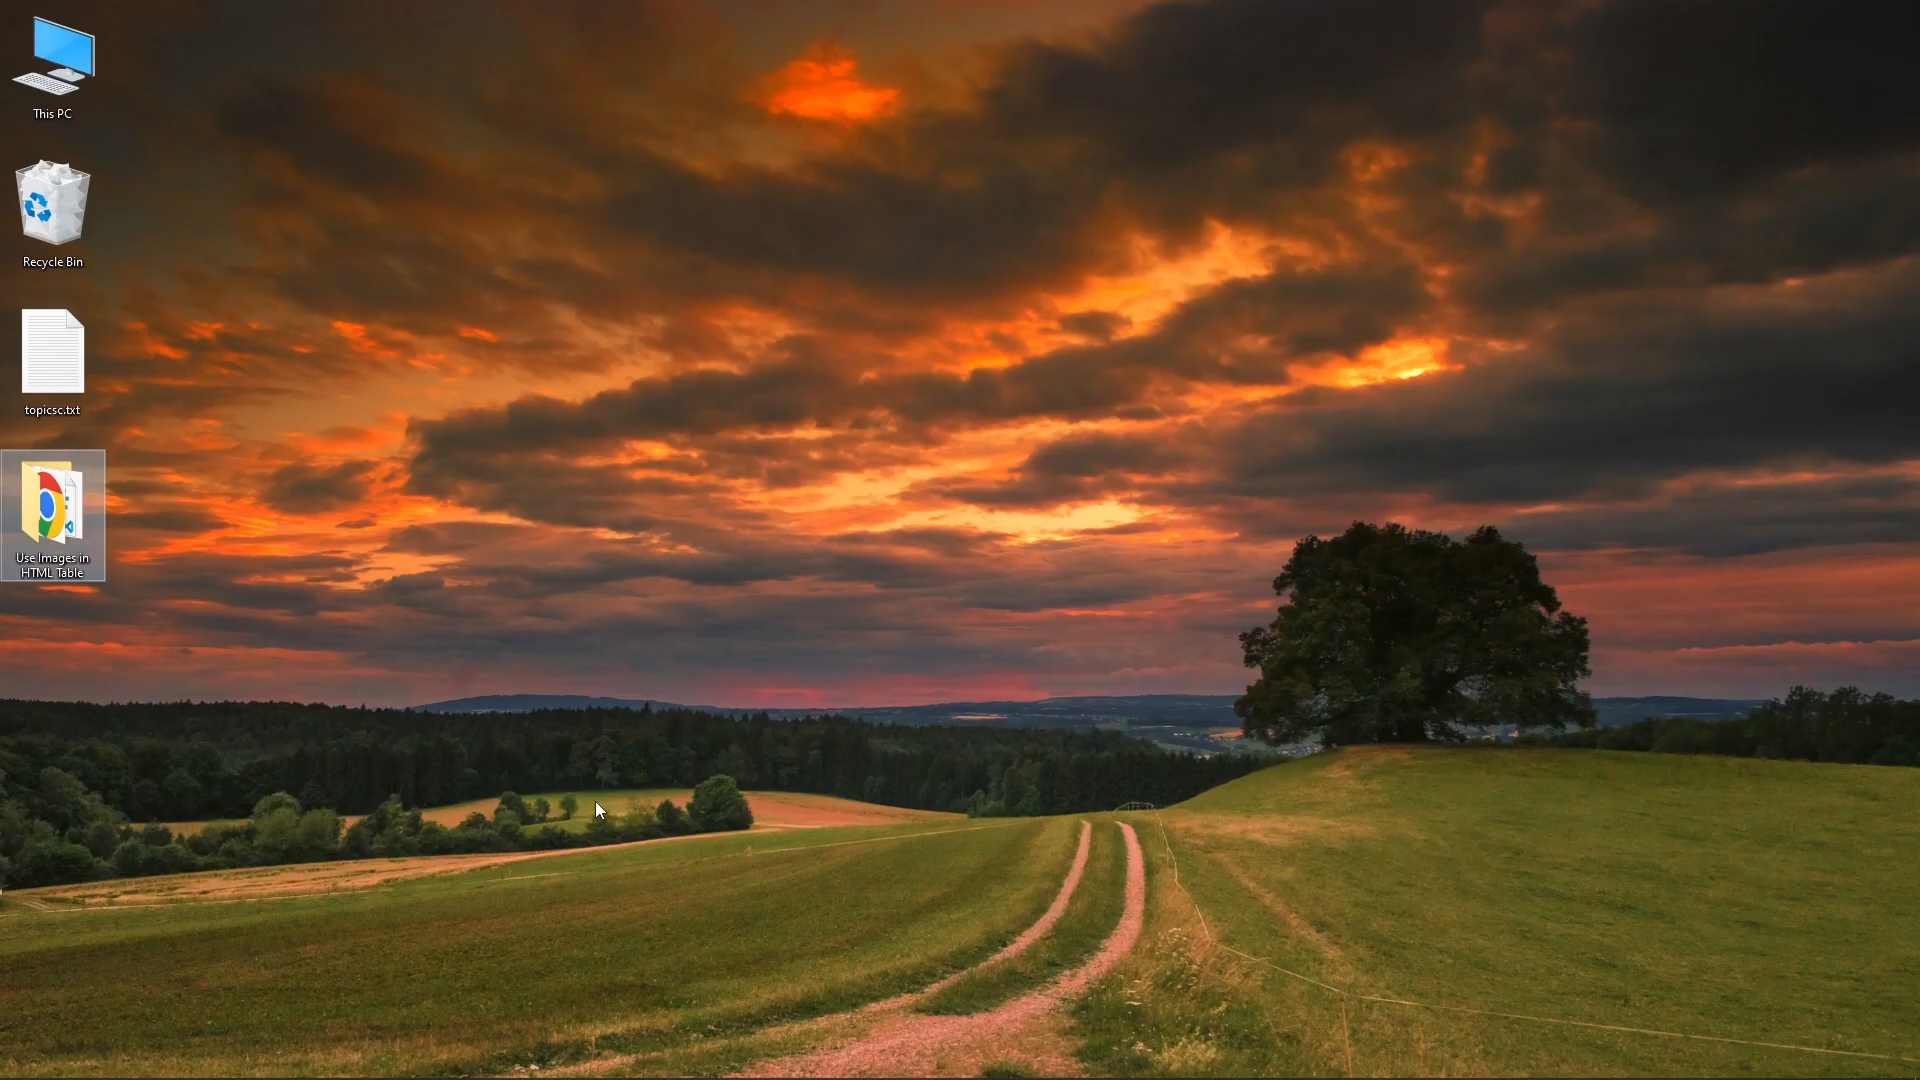 This PC
Recycle Bin
topicsc.txt
Use Images in
HTML Table